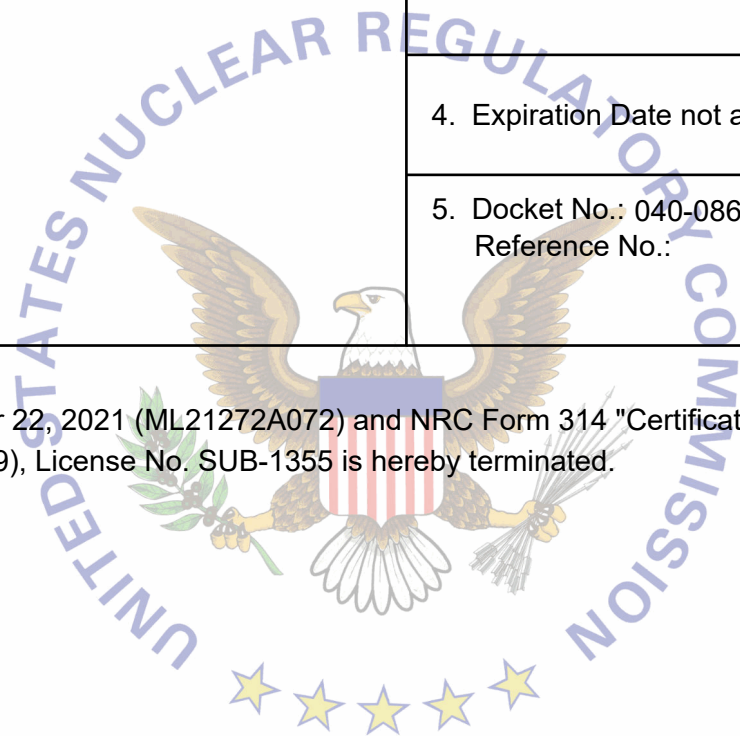 UNITED STATES NUCLEAR REGULATORY COMMISSION
4. Expiration Date not
5. Docket No.: 040-086
Reference No.:
22, 2021 (ML21272A072) and NRC Form 314 "Certificat
9), License No. SUB-1355 is hereby terminated.